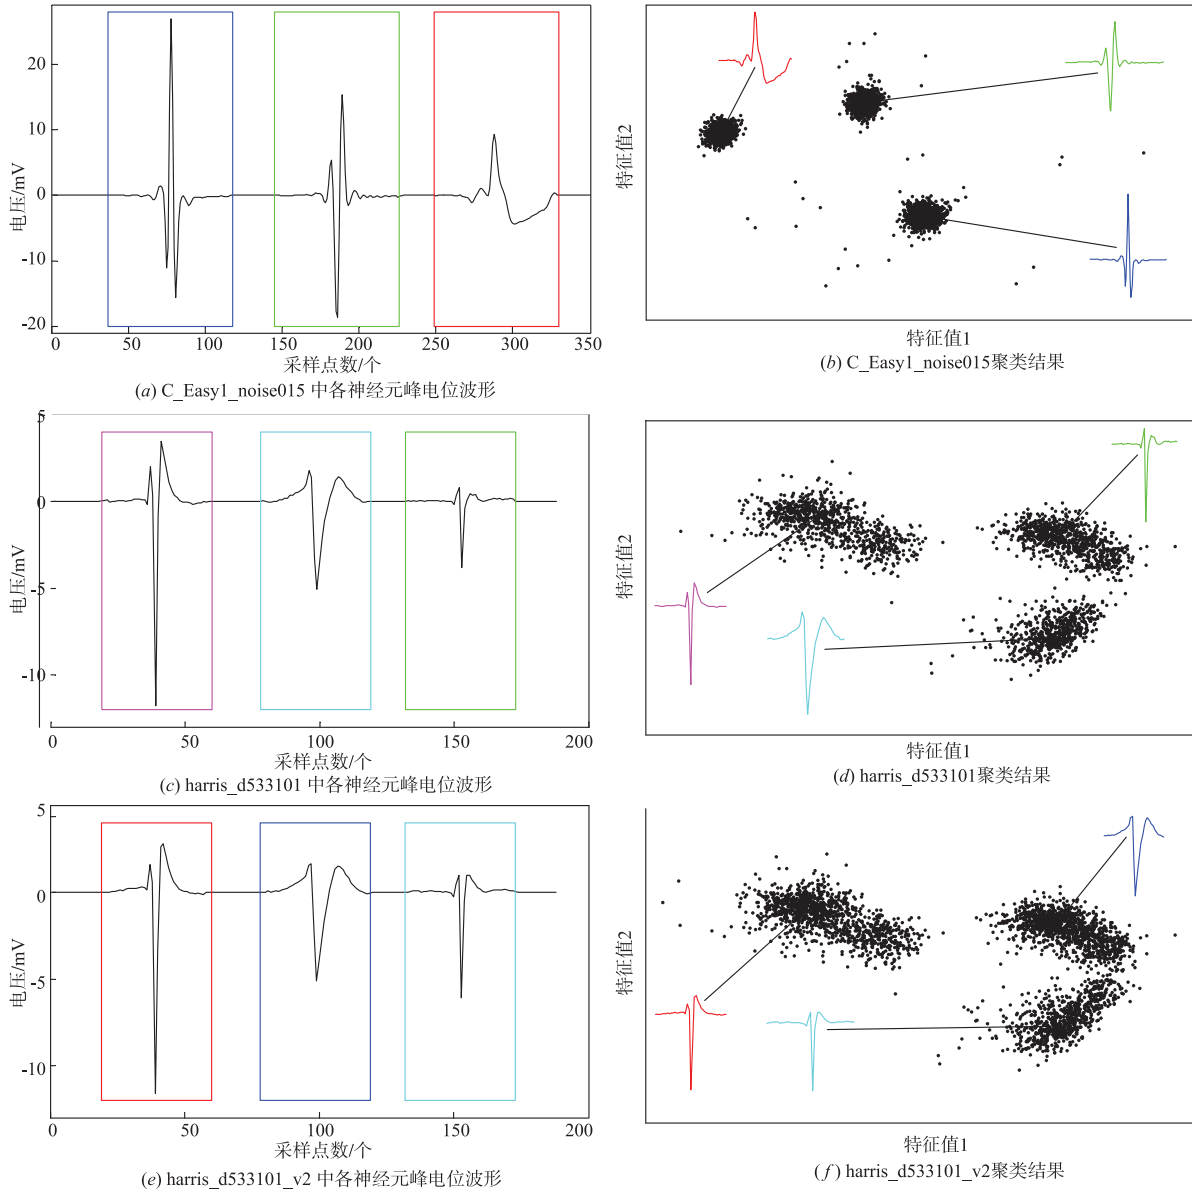 20
10
0
-10
-20
电压/mV
0
50
100
150
200
250
300
350
采样点数/个
(a) C_Easy1_noise015 中各神经元峰电位波形
特征值2
特征值1
(b) C_Easy1_noise015聚类结果
5
0
-5
-10
电压/mV
0
50
100
150
200
采样点数/个
(c) harris_d533101 中各神经元峰电位波形
特征值2
特征值1
(d) harris_d533101聚类结果
5
0
-5
-10
电压/mV
0
50
100
150
200
采样点数/个
(e) harris_d533101_v2 中各神经元峰电位波形
特征值2
特征值1
(f) harris_d533101_v2聚类结果